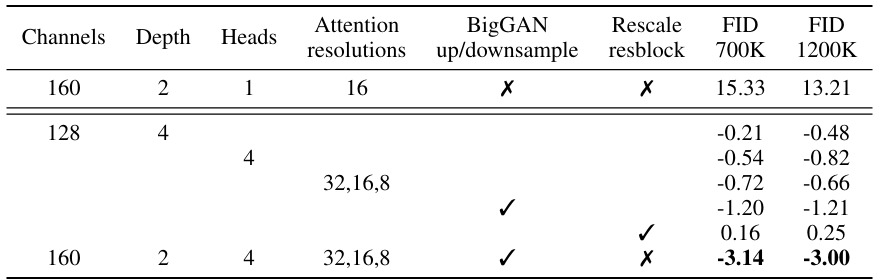 Channels Depth Heads Attention resolutions BigGAN up/downsample Rescale resblock FID 700K FID 1200K
160 2 1 16 ✗ ✗ 15.33 13.21
128 4 -0.21 -0.48
4 -0.54 -0.82
32,16,8 -0.72 -0.66
✓ -1.20 -1.21
✓ 0.16 0.25
160 2 4 32,16,8 ✓ ✗ -3.14 -3.00